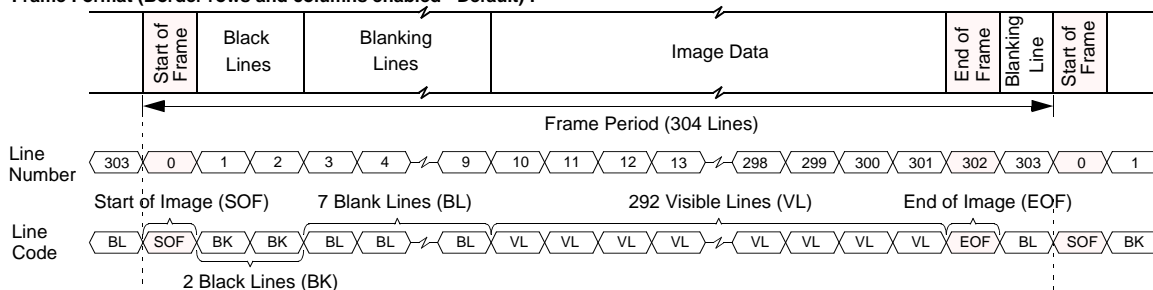 Frame Format (Border rows and columns enabled - Default) :
Start of Frame
Black Lines
Blanking Lines
Image Data
End of Frame
Blanking Line
Start of Frame
Frame Period (304 Lines)
Line Number 303 0 1 2 3 4 9 10 11 12 13 298 299 300 301 302 303 0 1
Start of Image (SOF) 7 Blank Lines (BL) 292 Visible Lines (VL) End of Image (EOF)
Line Code BL SOF BK BK BL BL BL VL VL VL VL VL VL VL VL EOF BL SOF BK
2 Black Lines (BK)